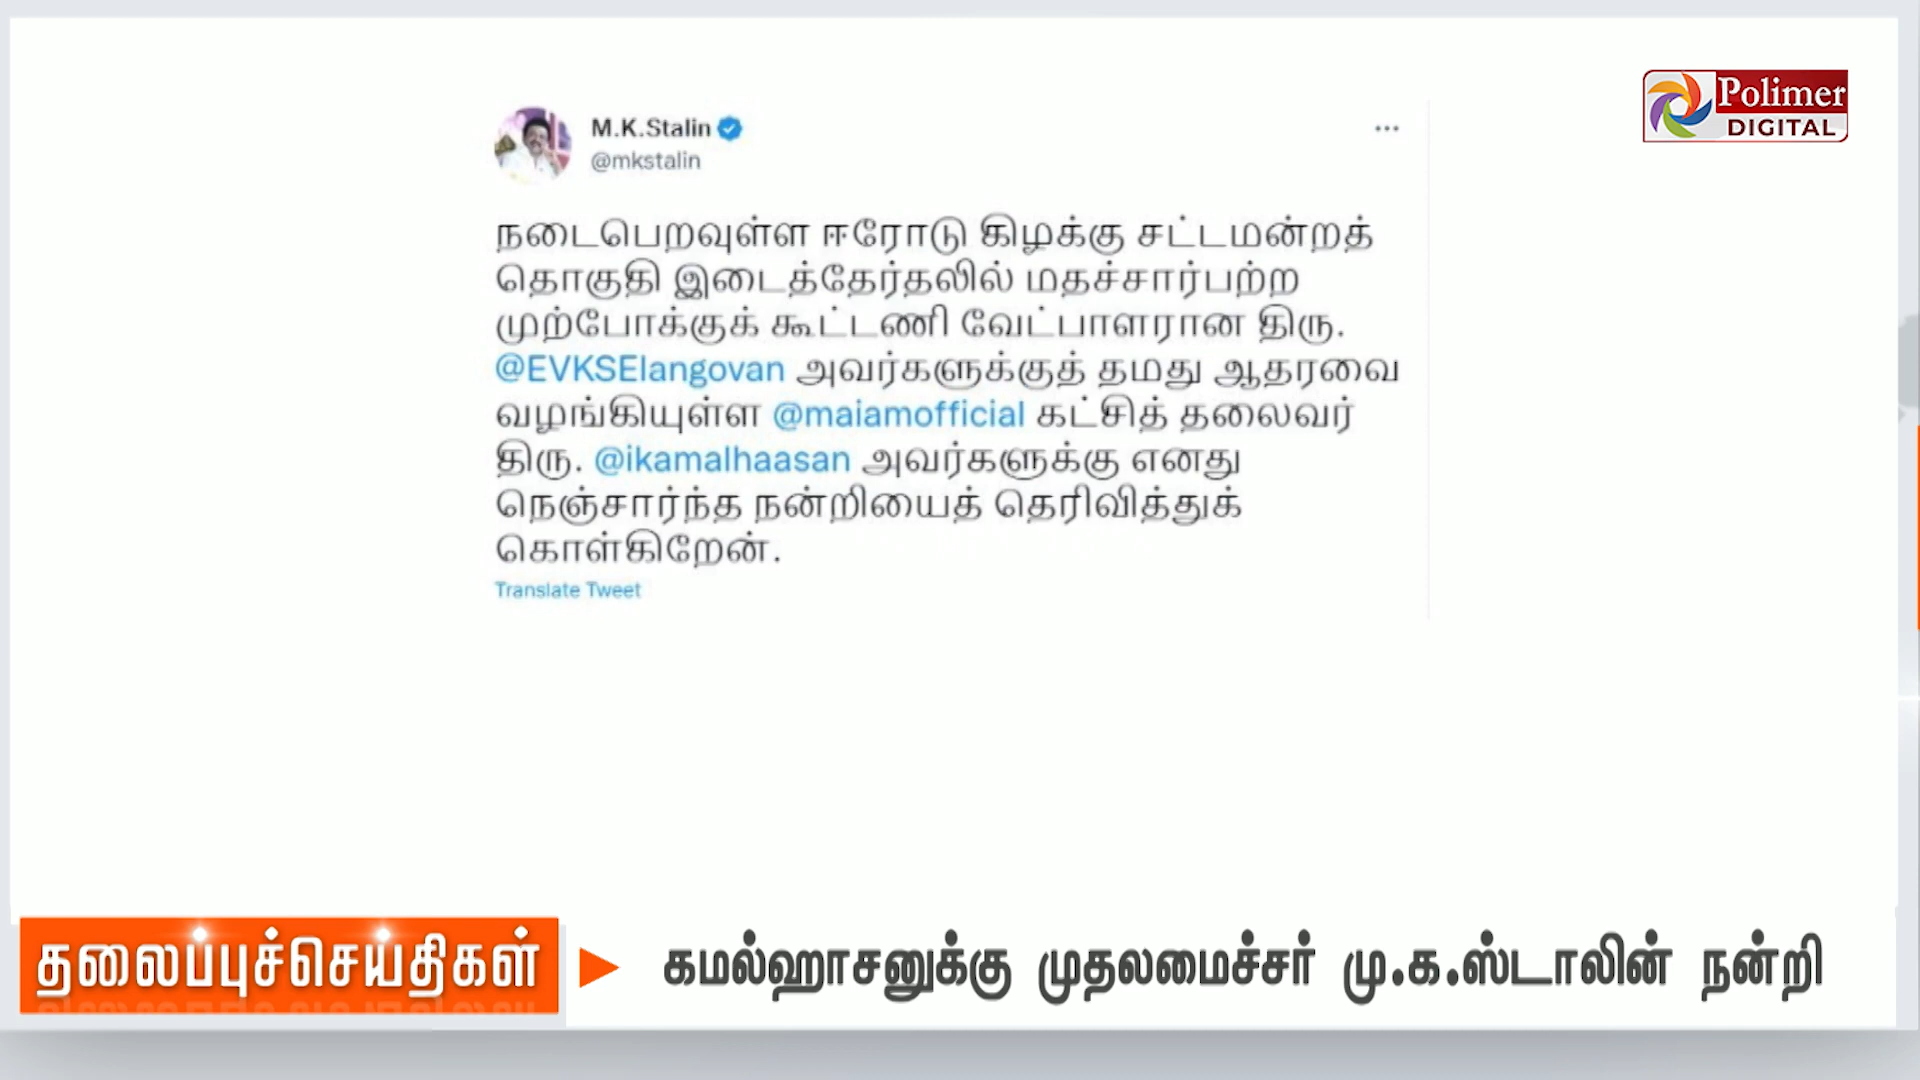 Polimer
DIGITAL
M.K.Stalin
@mkstalin
நடைபெறவுள்ள ஈரோடு கிழக்கு சட்டமன்றத்
தொகுதி இடைத்தேர்தலில் மதச்சார்பற்ற
முற்போக்குக் கூட்டணி வேட்பாளரான திரு.
@EVKSElangovan அவர்களுக்குத் தமது ஆதரவை
வழங்கியுள்ள @maiamofficial கட்சித் தலைவர்
திரு. @ikamalhaasan அவர்களுக்கு எனது
நெஞ்சார்ந்த நன்றியைத் தெரிவித்துக்
கொள்கிறேன்.
Translate Tweet
தலைப்புச்செய்திகள்
கமல்ஹாசனுக்கு முதலமைச்சர் மு.க.ஸ்டாலின் நன்றி